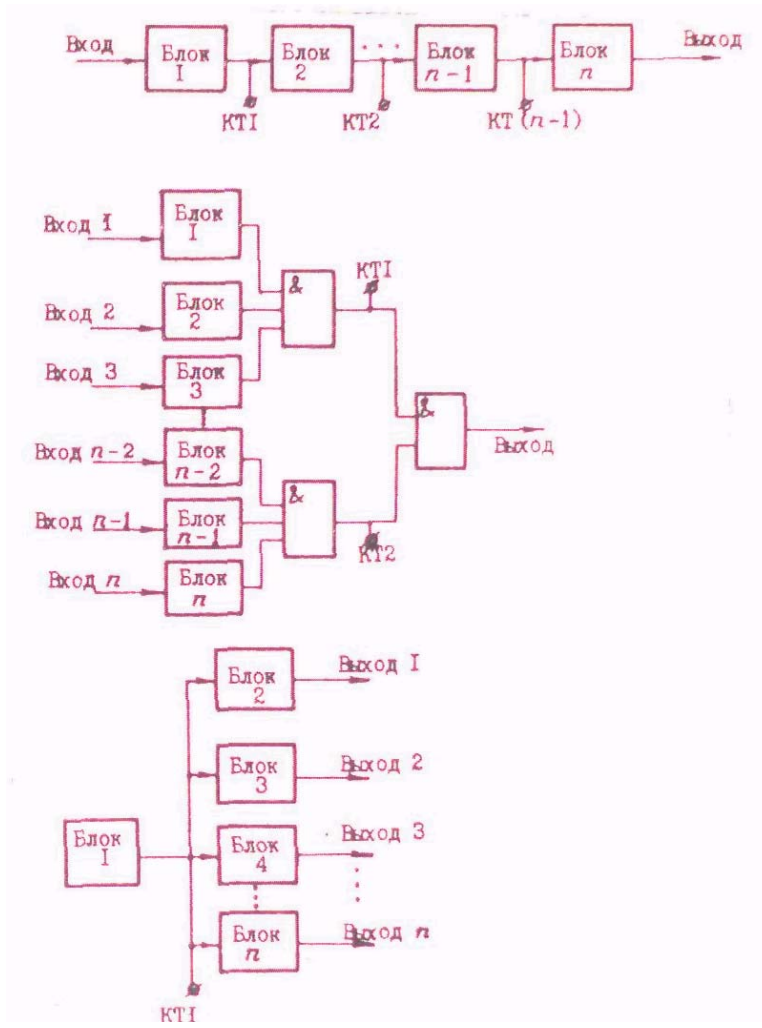 Вход Блок 1 Блок 2 ... Блок n-1 Блок n Выход
КТ1 КТ2 КТ(n-1)
Вход 1 Блок 1
Вход 2 Блок 2
Вход 3 Блок 3
& КТ1
Вход n-2 Блок n-2
Вход n-1 Блок n-1
Вход n Блок n
& КТ2
& Выход
Блок 1
Блок 2 Выход 1
Блок 3 Выход 2
Блок 4 Выход 3
Блок n Выход n
КТ1